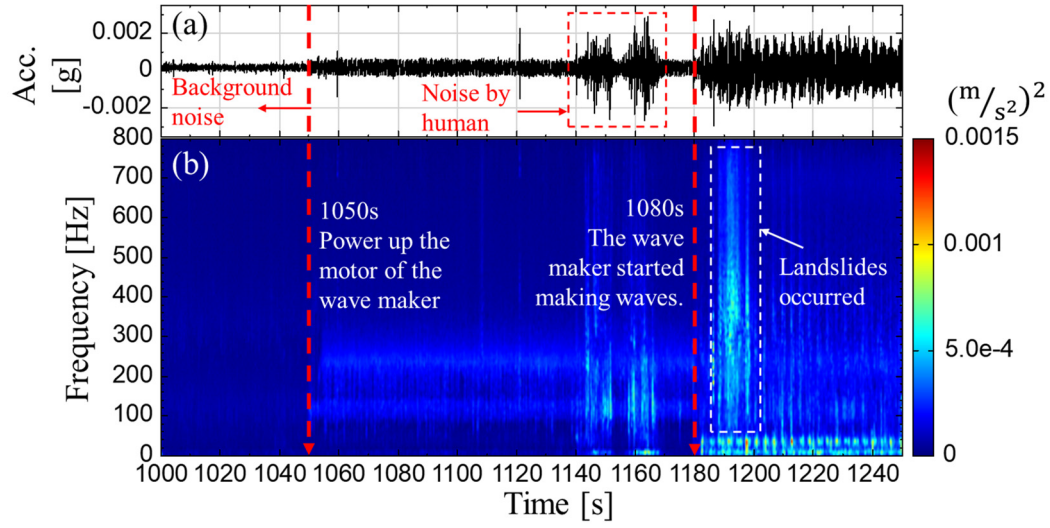 (a)
Acc.
[g]
0.002
0
-0.002
Background
noise
Noise by
human
(m/s²)²
(b)
Frequency [Hz]
800
700
600
500
400
300
200
100
0
1050s
Power up the
motor of the
wave maker
1080s
The wave
maker started
making waves.
Landslides
occurred
0.0015
0.001
5.0e-4
0
1000 1020 1040 1060 1080 1100 1120 1140 1160 1180 1200 1220 1240
Time [s]